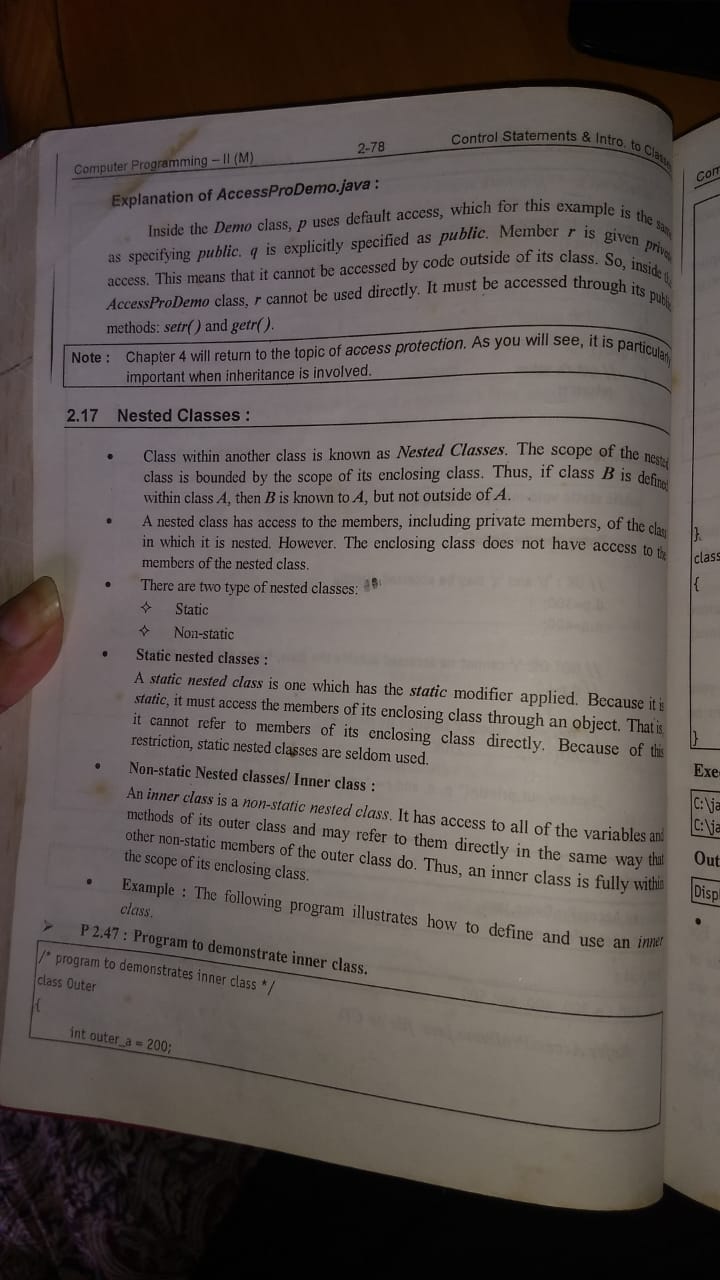 Computer Programming – II (M) 2-78 Control Statements & Intro. to Classe
Explanation of AccessProDemo.java :
Inside the Demo class, p uses default access, which for this example is the same
as specifying public. q is explicitly specified as public. Member r is given priva
access. This means that it cannot be accessed by code outside of its class. So, inside the
AccessProDemo class, r cannot be used directly. It must be accessed through its publi
methods: setr( ) and getr( ).
Note : Chapter 4 will return to the topic of access protection. As you will see, it is particularly
important when inheritance is involved.
2.17 Nested Classes :
• Class within another class is known as Nested Classes. The scope of the nested
class is bounded by the scope of its enclosing class. Thus, if class B is defined
within class A, then B is known to A, but not outside of A.
• A nested class has access to the members, including private members, of the clas
in which it is nested. However. The enclosing class does not have access to the
members of the nested class.
• There are two type of nested classes:
✧ Static
✧ Non-static
• Static nested classes :
A static nested class is one which has the static modifier applied. Because it is
static, it must access the members of its enclosing class through an object. That is,
it cannot refer to members of its enclosing class directly. Because of this
restriction, static nested classes are seldom used.
• Non-static Nested classes/ Inner class :
An inner class is a non-static nested class. It has access to all of the variables and
methods of its outer class and may refer to them directly in the same way that
other non-static members of the outer class do. Thus, an inner class is fully within
the scope of its enclosing class.
• Example : The following program illustrates how to define and use an inner
class.
➢ P 2.47 : Program to demonstrate inner class.
/* program to demonstrates inner class */
class Outer
{
int outer_a = 200;
Com
}
class
{
}
Exe
C:\ja
C:\ja
Out
Disp
•